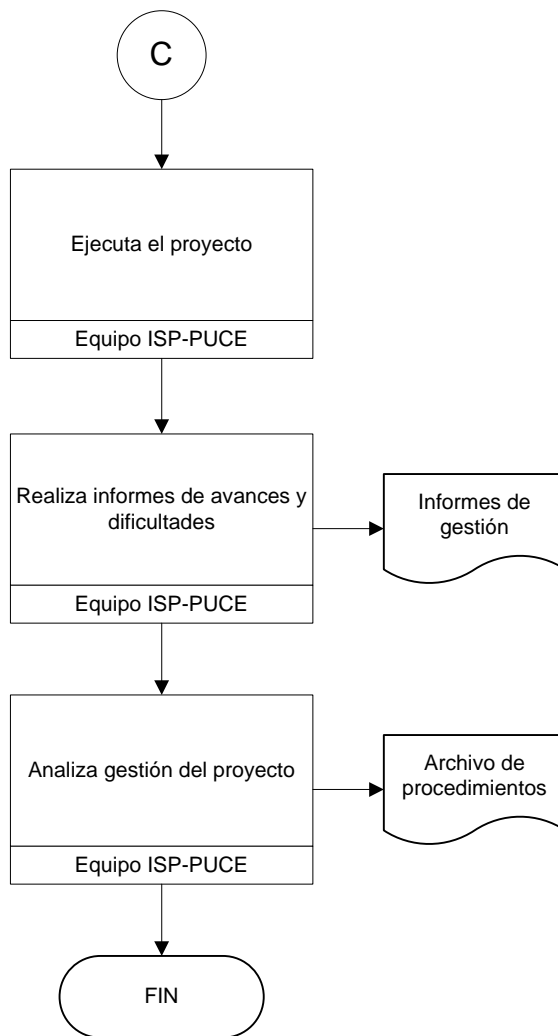 C
Ejecuta el proyecto
Equipo ISP-PUCE
Realiza informes de avances y
dificultades
Equipo ISP-PUCE
Informes de
gestión
Analiza gestión del proyecto
Equipo ISP-PUCE
Archivo de
procedimientos
FIN